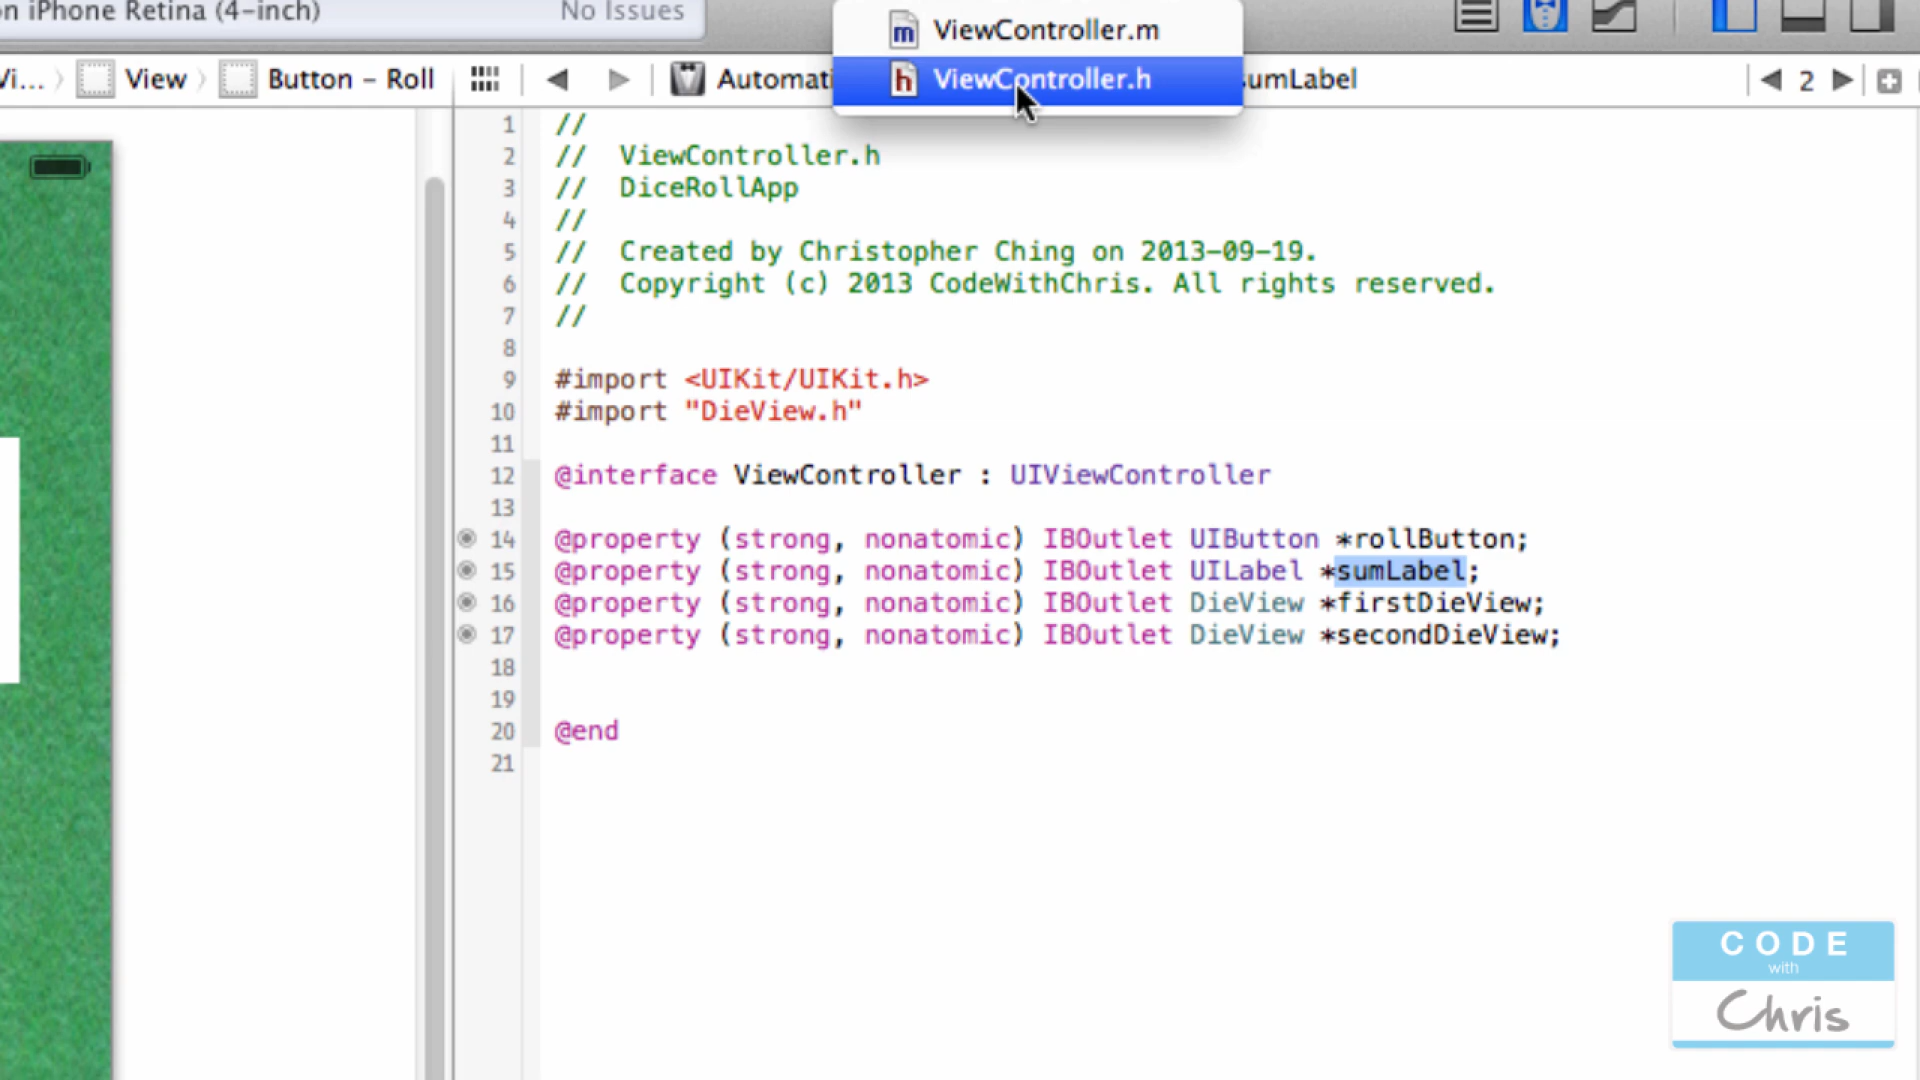 on iPhone Retina (4-inch)
No Issues
ViewController.m
Vi... View Button – Roll
Automati
ViewController.h
sumLabel
2
1 //
2 // ViewController.h
3 // DiceRollApp
4 //
5 // Created by Christopher Ching on 2013-09-19.
6 // Copyright (c) 2013 CodeWithChris. All rights reserved.
7 //
8
9 #import <UIKit/UIKit.h>
10 #import "DieView.h"
11
12 @interface ViewController : UIViewController
13
14 @property (strong, nonatomic) IBOutlet UIButton *rollButton;
15 @property (strong, nonatomic) IBOutlet UILabel *sumLabel;
16 @property (strong, nonatomic) IBOutlet DieView *firstDieView;
17 @property (strong, nonatomic) IBOutlet DieView *secondDieView;
18
19
20 @end
21
CODE
with
Chris